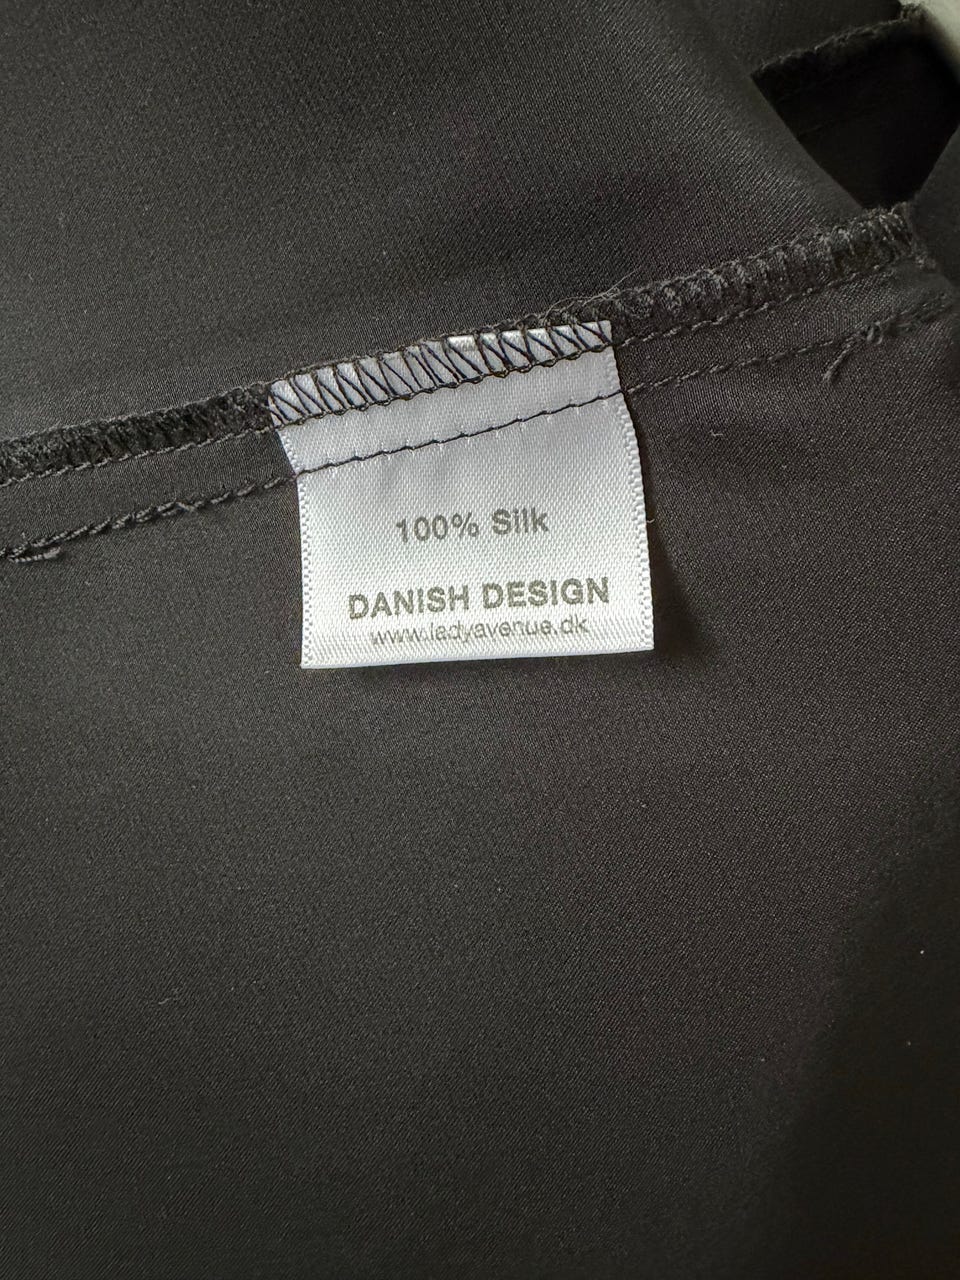 100% Silk
DANISH DESIGN
www.ladyavenue.dk